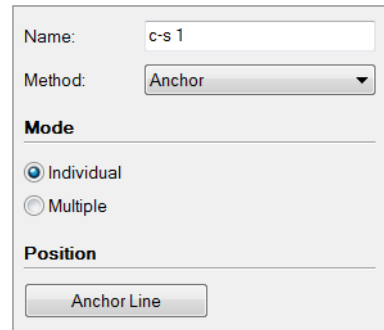 Name: c-s 1
Method: Anchor
Mode
Individual
Multiple
Position
Anchor Line